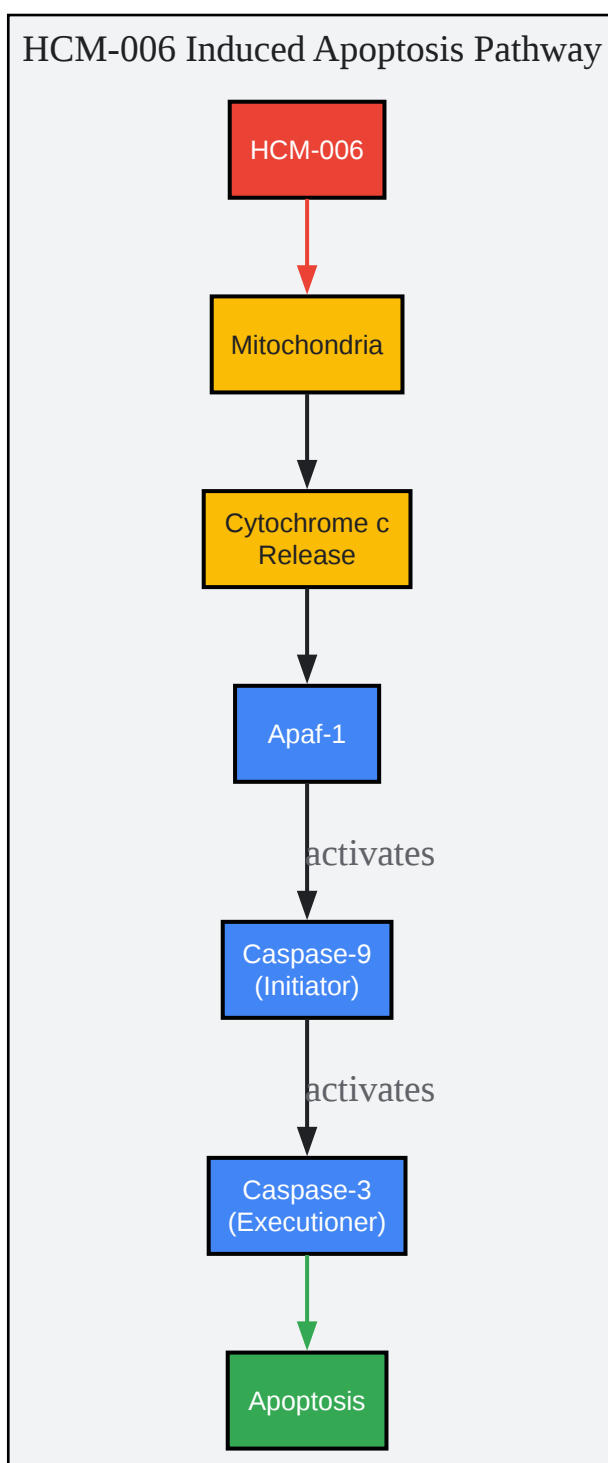 HCM-006 Induced Apoptosis Pathway
HCM-006
Mitochondria
Cytochrome c
Release
Apaf-1
activates
Caspase-9
(Initiator)
activates
Caspase-3
(Executioner)
Apoptosis